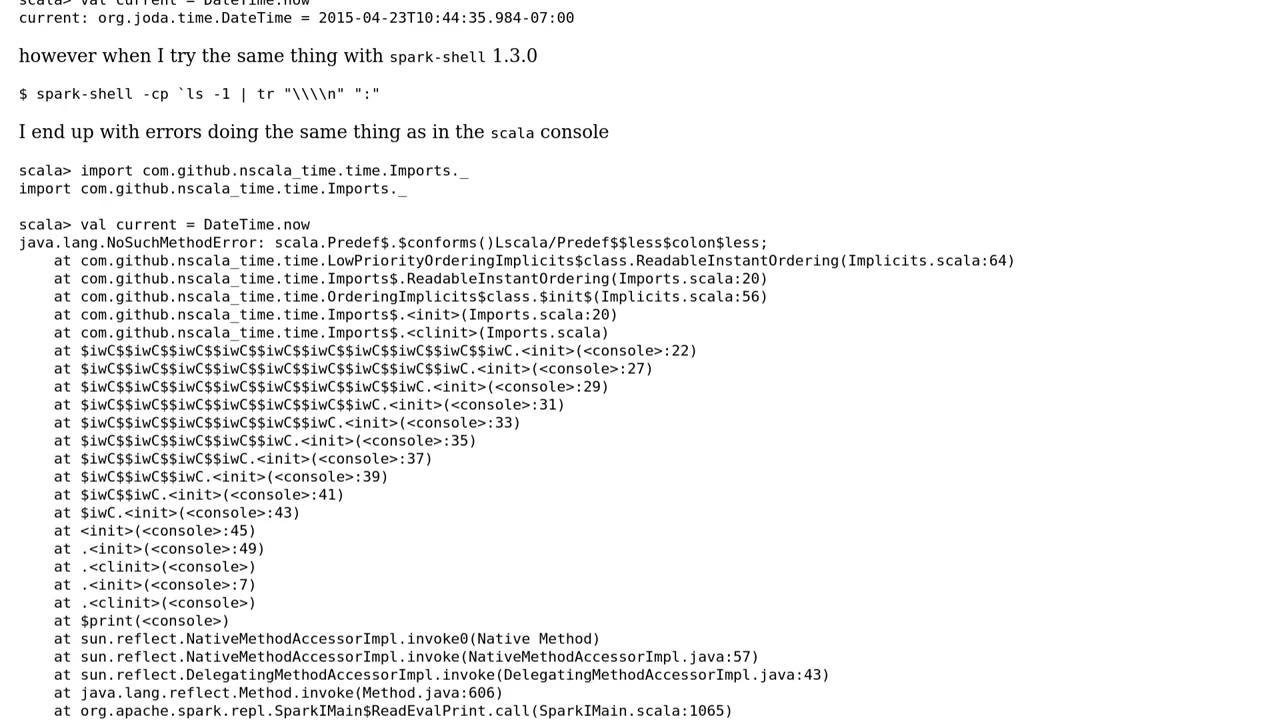 scala> val current = DateTime.now
current: org.joda.time.DateTime = 2015-04-23T10:44:35.984-07:00
however when I try the same thing with spark-shell 1.3.0
$ spark-shell -cp `ls -1 | tr "\\\\n" ":"
I end up with errors doing the same thing as in the scala console
scala> import com.github.nscala_time.time.Imports._
import com.github.nscala_time.time.Imports._
scala> val current = DateTime.now
java.lang.NoSuchMethodError: scala.Predef$.$conforms()Lscala/Predef$$less$colon$less;
at com.github.nscala_time.time.LowPriorityOrderingImplicits$class.ReadableInstantOrdering(Implicits.scala:64)
at com.github.nscala_time.time.Imports$.ReadableInstantOrdering(Imports.scala:20)
at com.github.nscala_time.time.OrderingImplicits$class.$init$(Implicits.scala:56)
at com.github.nscala_time.time.Imports$.<init>(Imports.scala:20)
at com.github.nscala_time.time.Imports$.<clinit>(Imports.scala)
at $iwC$$iwC$$iwC$$iwC$$iwC$$iwC$$iwC$$iwC$$iwC$$iwC.<init>(<console>:22)
at $iwC$$iwC$$iwC$$iwC$$iwC$$iwC$$iwC$$iwC$$iwC.<init>(<console>:27)
at $iwC$$iwC$$iwC$$iwC$$iwC$$iwC$$iwC$$iwC.<init>(<console>:29)
at $iwC$$iwC$$iwC$$iwC$$iwC$$iwC$$iwC.<init>(<console>:31)
at $iwC$$iwC$$iwC$$iwC$$iwC$$iwC.<init>(<console>:33)
at $iwC$$iwC$$iwC$$iwC$$iwC.<init>(<console>:35)
at $iwC$$iwC$$iwC$$iwC.<init>(<console>:37)
at $iwC$$iwC$$iwC.<init>(<console>:39)
at $iwC$$iwC.<init>(<console>:41)
at $iwC.<init>(<console>:43)
at <init>(<console>:45)
at .<init>(<console>:49)
at .<clinit>(<console>)
at .<init>(<console>:7)
at .<clinit>(<console>)
at $print(<console>)
at sun.reflect.NativeMethodAccessorImpl.invoke0(Native Method)
at sun.reflect.NativeMethodAccessorImpl.invoke(NativeMethodAccessorImpl.java:57)
at sun.reflect.DelegatingMethodAccessorImpl.invoke(DelegatingMethodAccessorImpl.java:43)
at java.lang.reflect.Method.invoke(Method.java:606)
at org.apache.spark.repl.SparkIMain$ReadEvalPrint.call(SparkIMain.scala:1065)